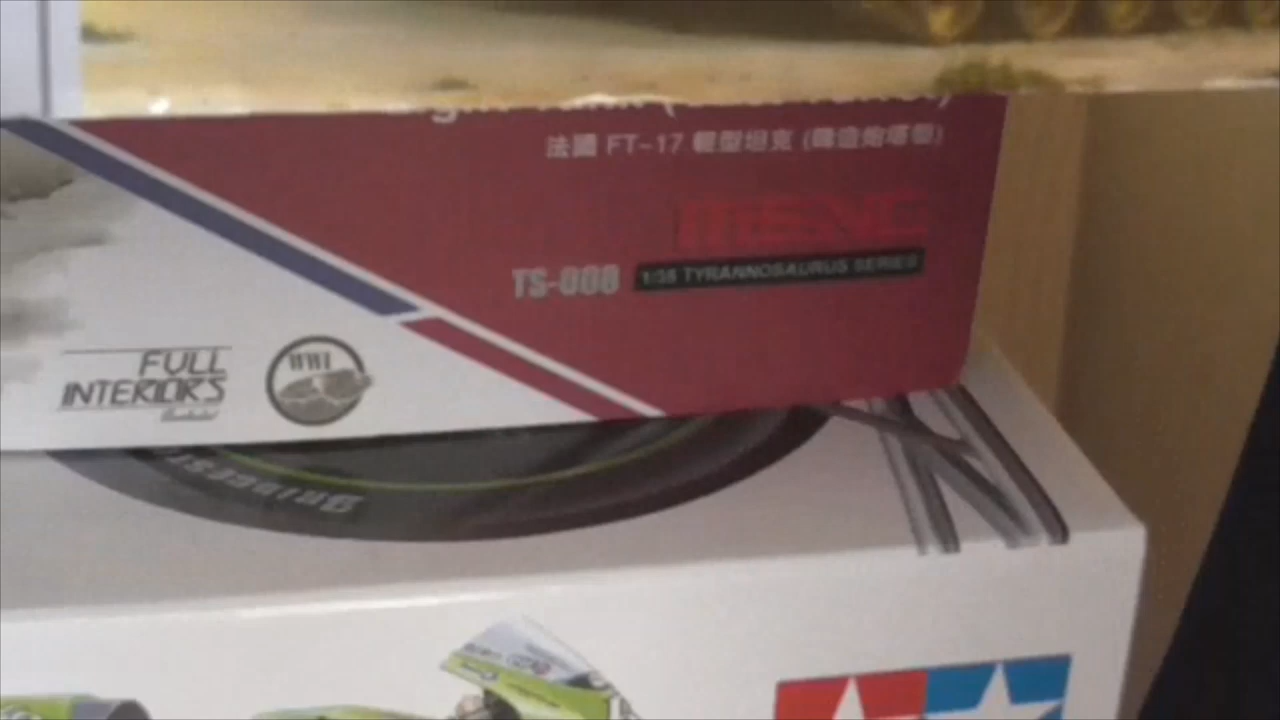 法國 FT-17 輕型坦克 (鑄造炮塔型)
MENG
TS-008 1/35 TYRANNOSAURUS SERIES
FULL
INTERIORS
Included
WWI